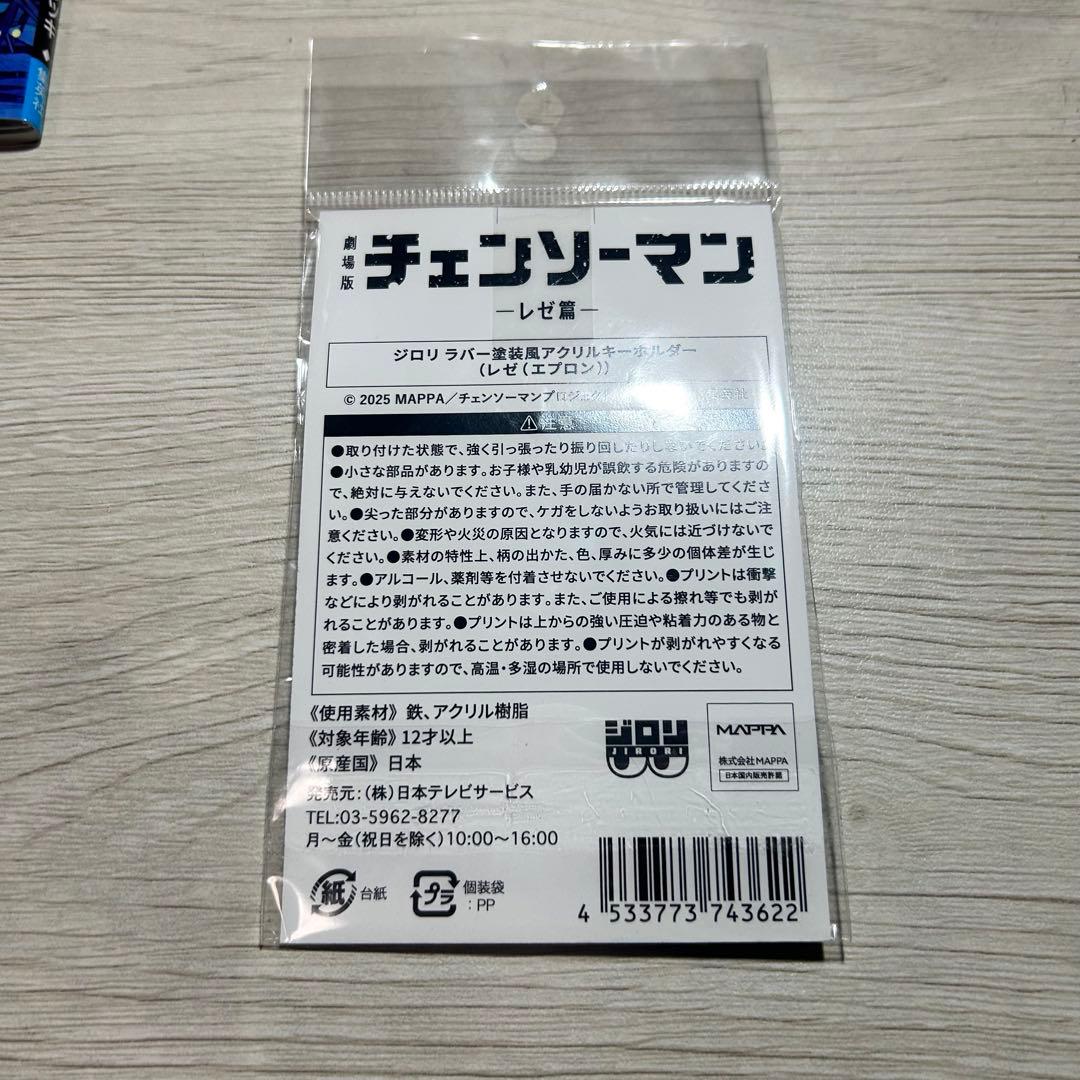 劇場版
チェンソーマン
―レゼ篇―
ジロリ ラバー塗装風アクリルキーホルダー
(レゼ(エプロン))
© 2025 MAPPA/チェンソーマンプロジェクト
注意
●取り付けた状態で、強く引っ張ったり振り回したりしないでください。
●小さな部品があります。お子様や乳幼児が誤飲する危険がありますの
で、絶対に与えないでください。また、手の届かない所で管理してくださ
い。●尖った部分がありますので、ケガをしないようお取り扱いにはご注
意ください。●変形や火災の原因となりますので、火気には近づけないで
ください。●素材の特性上、柄の出かた、色、厚みに多少の個体差が生じ
ます。●アルコール、薬剤等を付着させないでください。●プリントは衝撃
などにより剥がれることがあります。また、ご使用による擦れ等でも剥が
れることがあります。●プリントは上からの強い圧迫や粘着力のある物と
密着した場合、剥がれることがあります。●プリントが剥がれやすくなる
可能性がありますので、高温・多湿の場所で使用しないでください。
《使用素材》 鉄、アクリル樹脂
《対象年齢》 12才以上
《原産国》 日本
発売元:(株)日本テレビサービス
TEL:03-5962-8277
月～金(祝日を除く)10:00～16:00
ジロリ
JIRORI
MAPPA
株式会社MAPPA
日本国内販売許諾
紙
台紙
プラ
個装袋
:PP
4 533773 743622